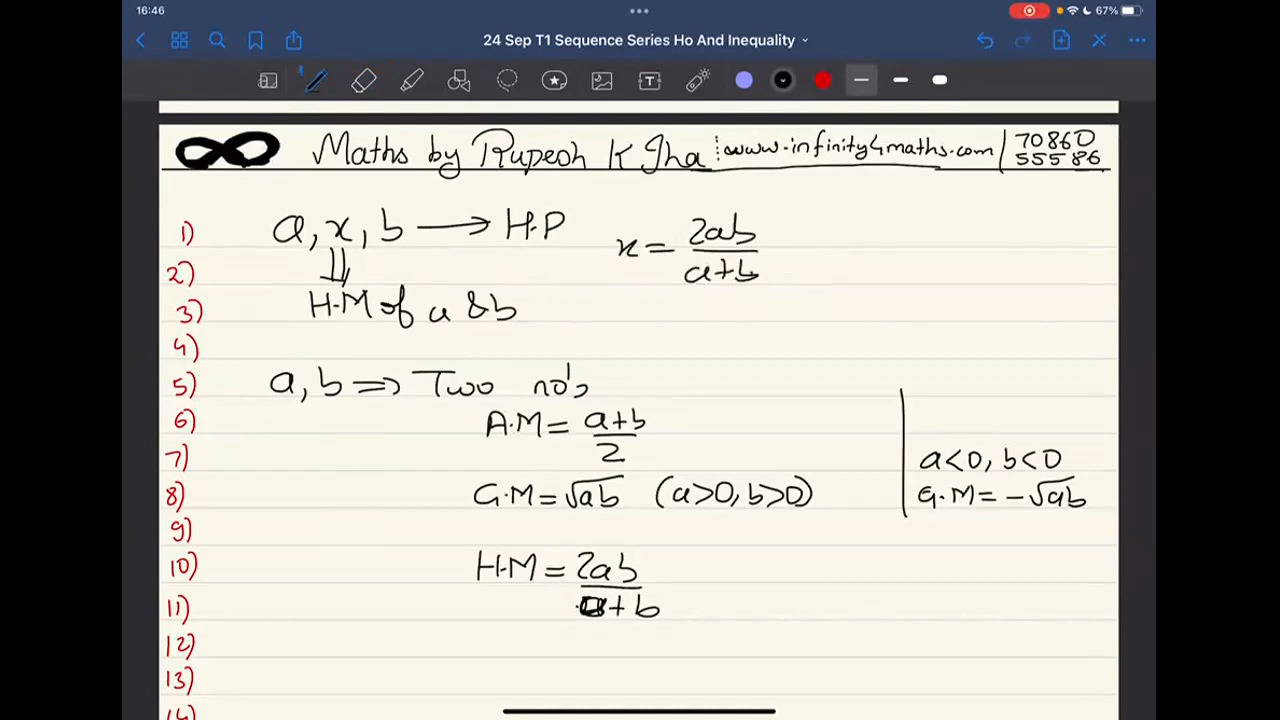 16:46
67%
24 Sep T1 Sequence Series Ho And Inequality
∞ Maths by Rupesh K Jha www.infinity4maths.com 70860 55586
1) a, x, b → H.P x = 2ab/(a+b)
2) ⇓
3) H.M of a & b
4)
5) a, b ⇒ Two no's
6) A.M = (a+b)/2
7) a<0, b<0
8) G.M = √ab (a>0, b>0) G.M = -√ab
9)
10) H.M = 2ab/(a+b)
11)
12)
13)
14)